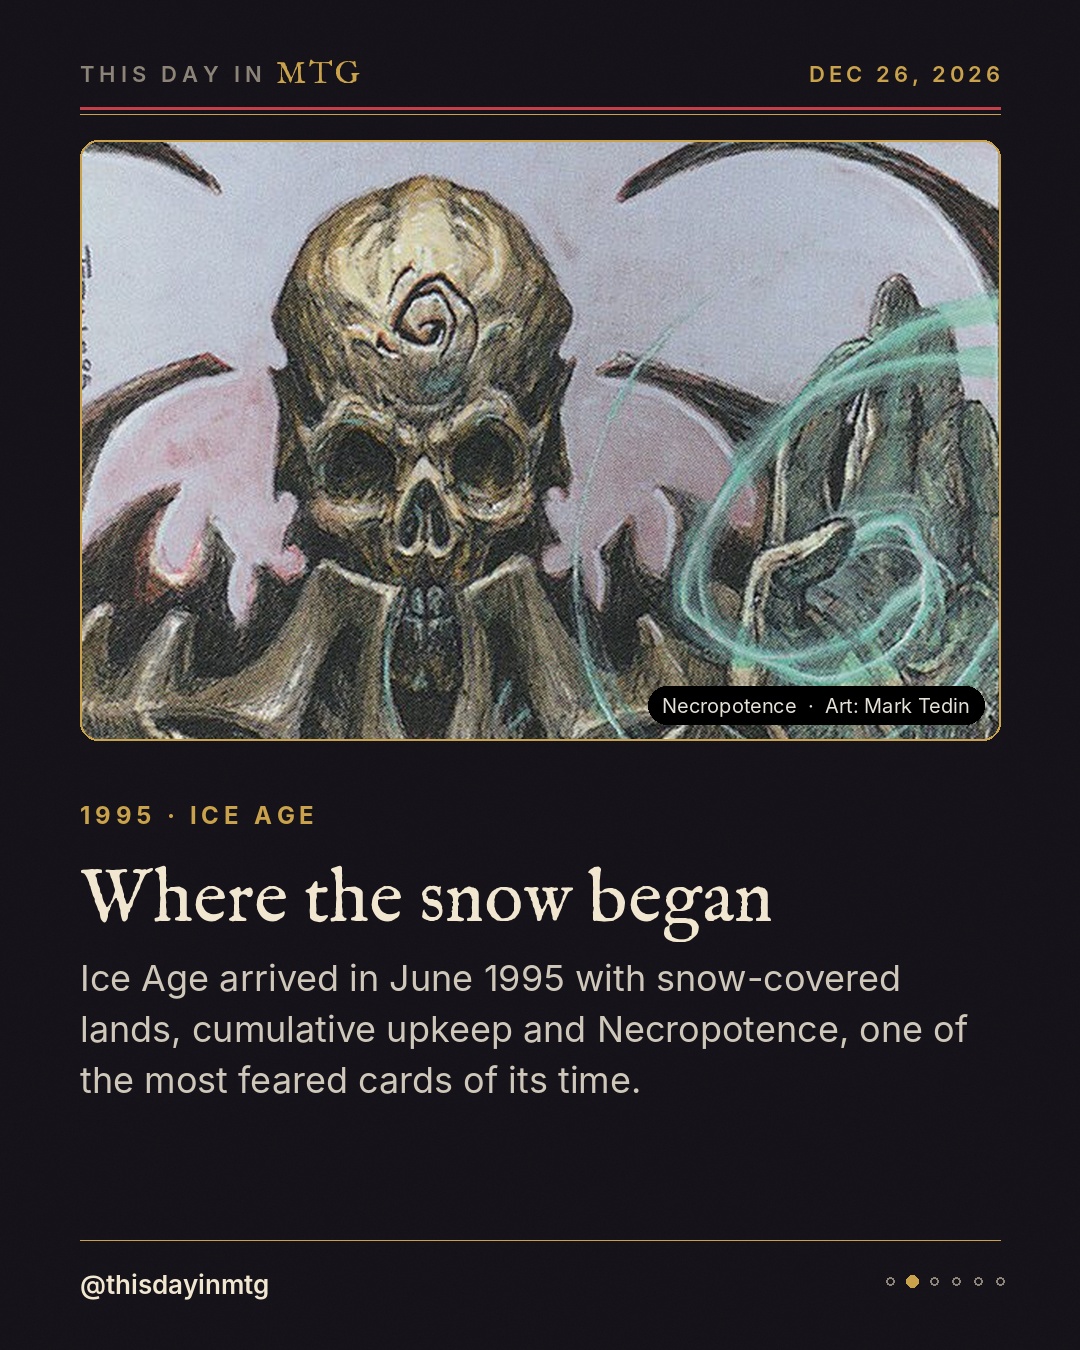 THIS DAY IN MTG
DEC 26, 2026
Necropotence · Art: Mark Tedin
1995 · ICE AGE
Where the snow began
Ice Age arrived in June 1995 with snow-covered
lands, cumulative upkeep and Necropotence, one of
the most feared cards of its time.
@thisdayinmtg